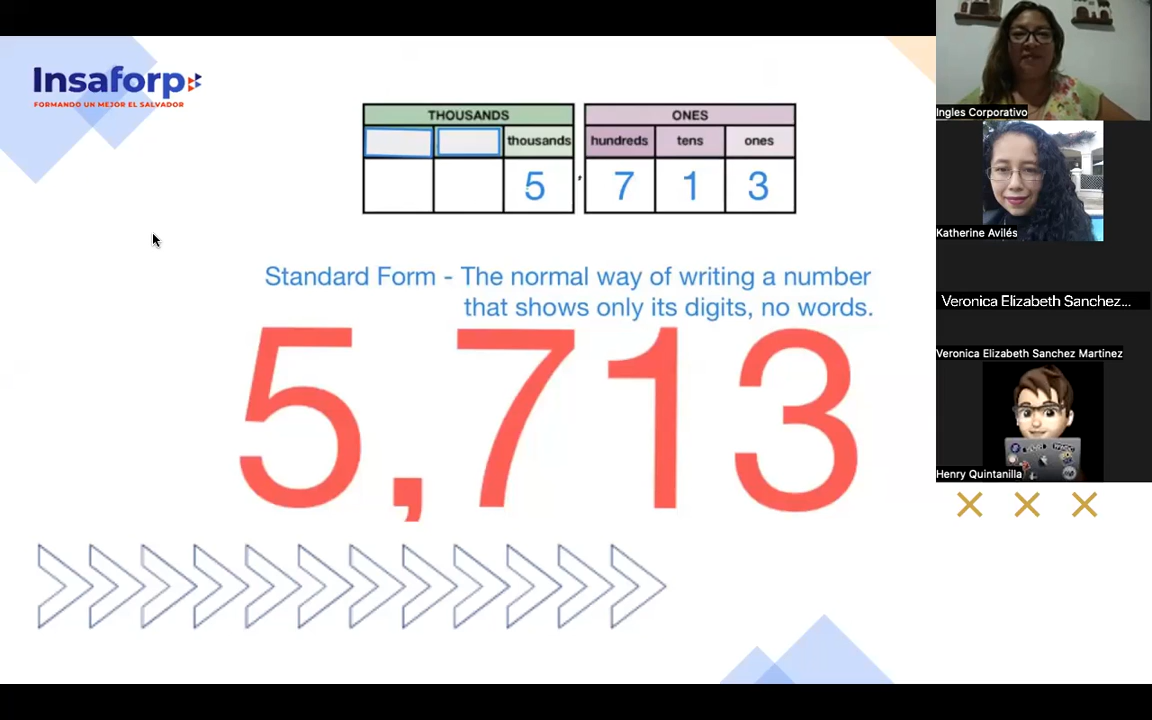 Insaforp
FORMANDO UN MEJOR EL SALVADOR
THOUSANDS
ONES
thousands
hundreds
tens
ones
5
,
7
1
3
Standard Form - The normal way of writing a number
that shows only its digits, no words.
5,713
Ingles Corporativo
Katherine Avilés
Veronica Elizabeth Sanchez...
Veronica Elizabeth Sanchez Martinez
Henry Quintanilla